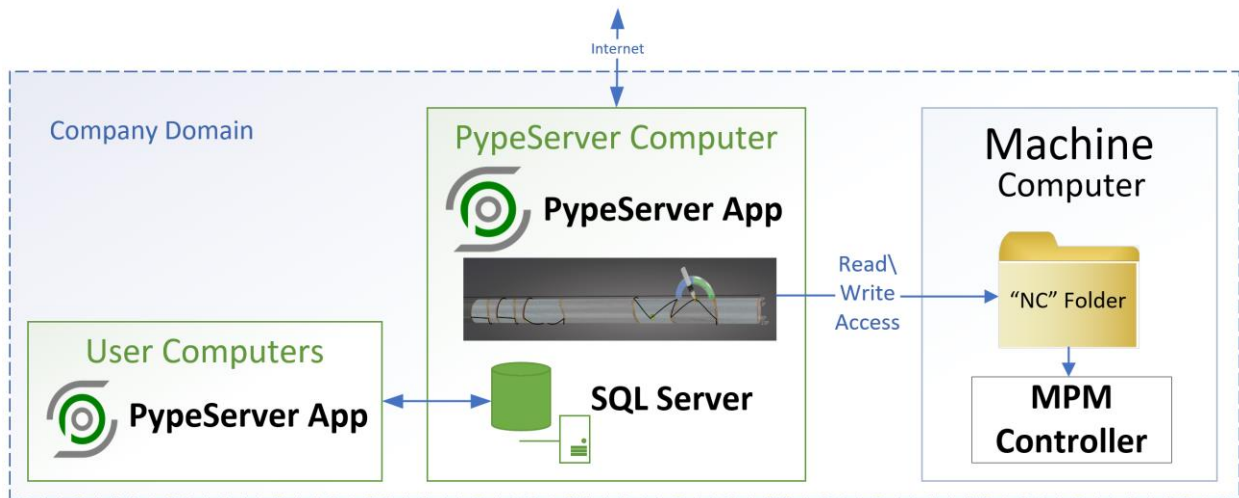 Internet
Company Domain
PypeServer Computer
PypeServer App
SQL Server
User Computers
PypeServer App
Read\
Write
Access
Machine
Computer
“NC” Folder
MPM
Controller